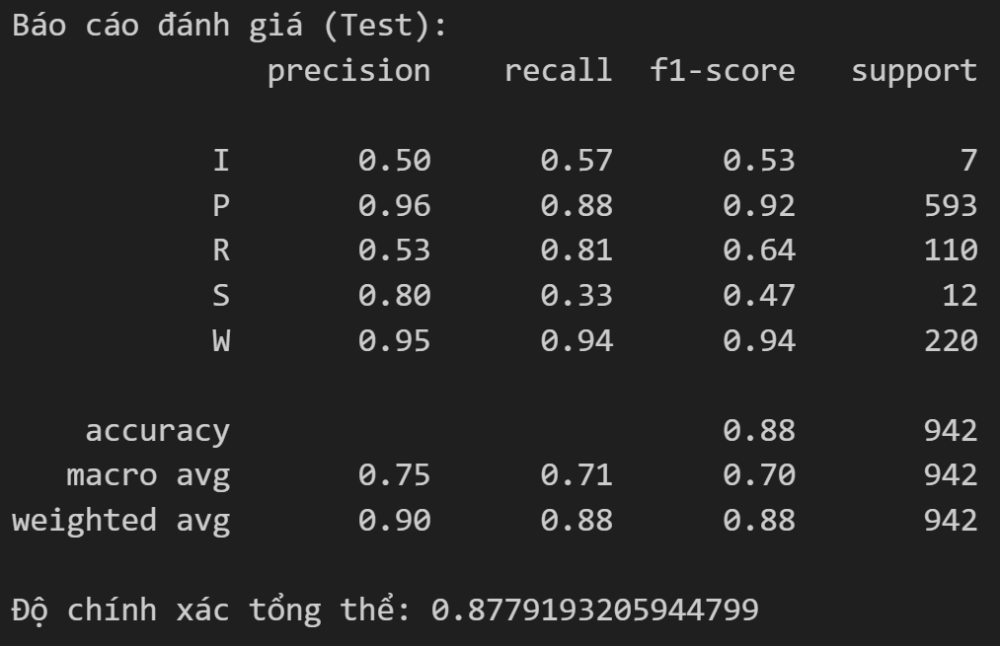 Báo cáo đánh giá (Test):
precision recall f1-score support
I 0.50 0.57 0.53 7
P 0.96 0.88 0.92 593
R 0.53 0.81 0.64 110
S 0.80 0.33 0.47 12
W 0.95 0.94 0.94 220
accuracy 0.88 942
macro avg 0.75 0.71 0.70 942
weighted avg 0.90 0.88 0.88 942
Độ chính xác tổng thể: 0.8779193205944799